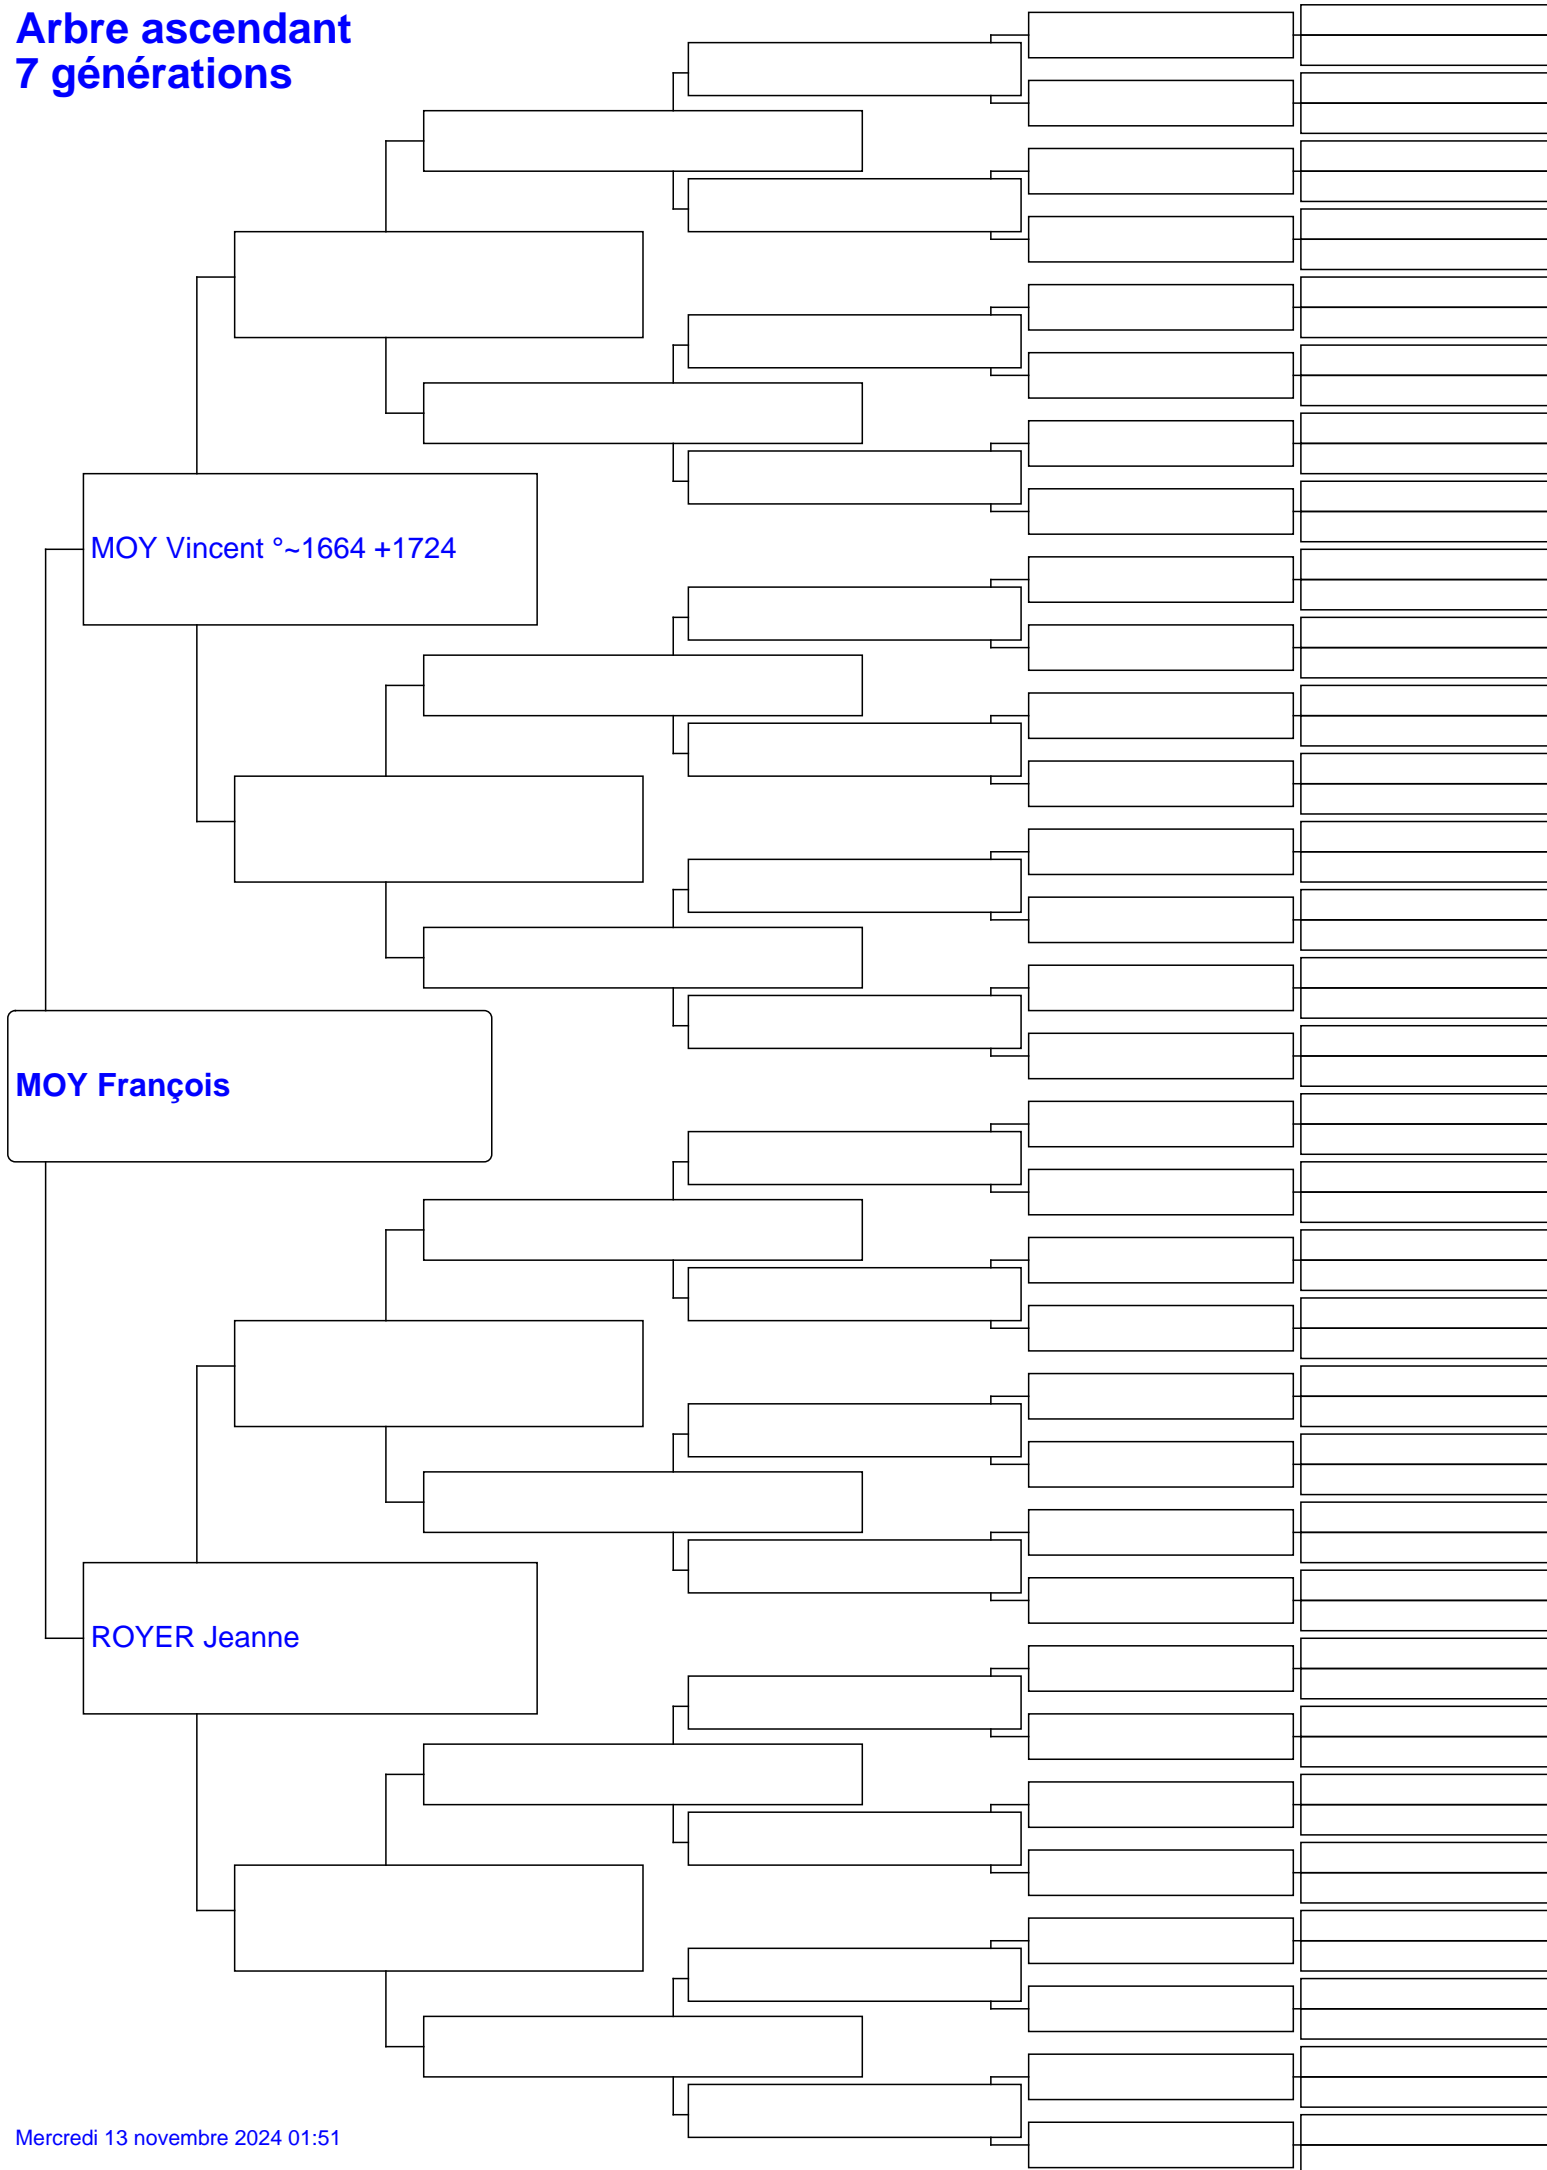 Arbre ascendant
7 générations
MOY Vincent °~1664 +1724
MOY François
ROYER Jeanne
Mercredi 13 novembre 2024 01:51